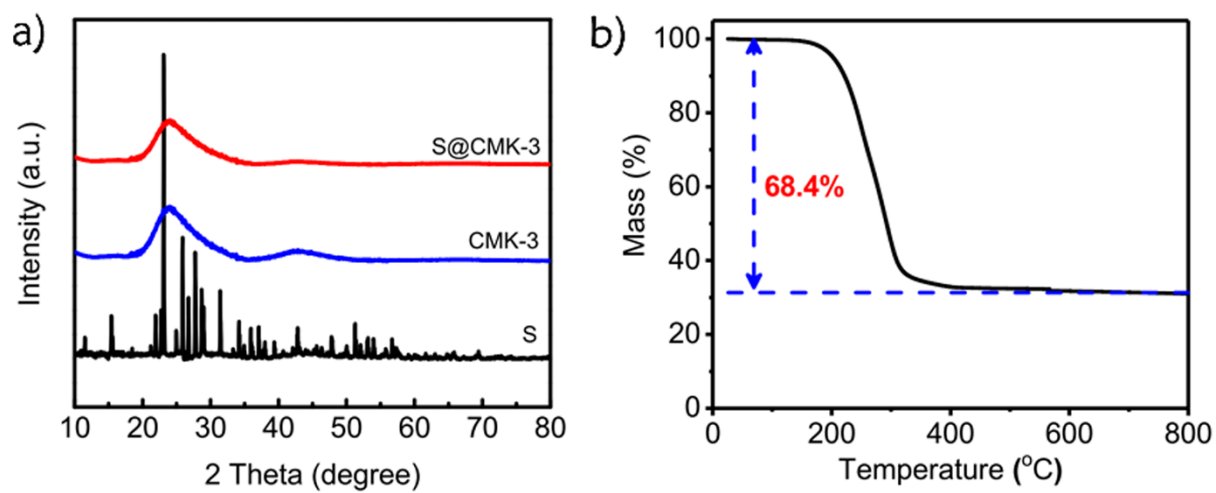 a)
Intensity (a.u.)
S@CMK-3
CMK-3
S
10 20 30 40 50 60 70 80
2 Theta (degree)
b)
Mass (%)
100
80
60
40
20
0
68.4%
0 200 400 600 800
Temperature (°C)